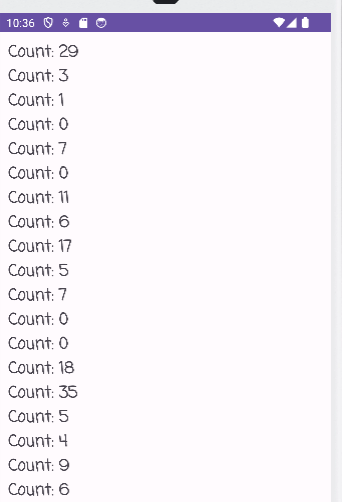 10:36
Count: 29
Count: 3
Count: 1
Count: 0
Count: 7
Count: 0
Count: 11
Count: 6
Count: 17
Count: 5
Count: 7
Count: 0
Count: 0
Count: 18
Count: 35
Count: 5
Count: 4
Count: 9
Count: 6